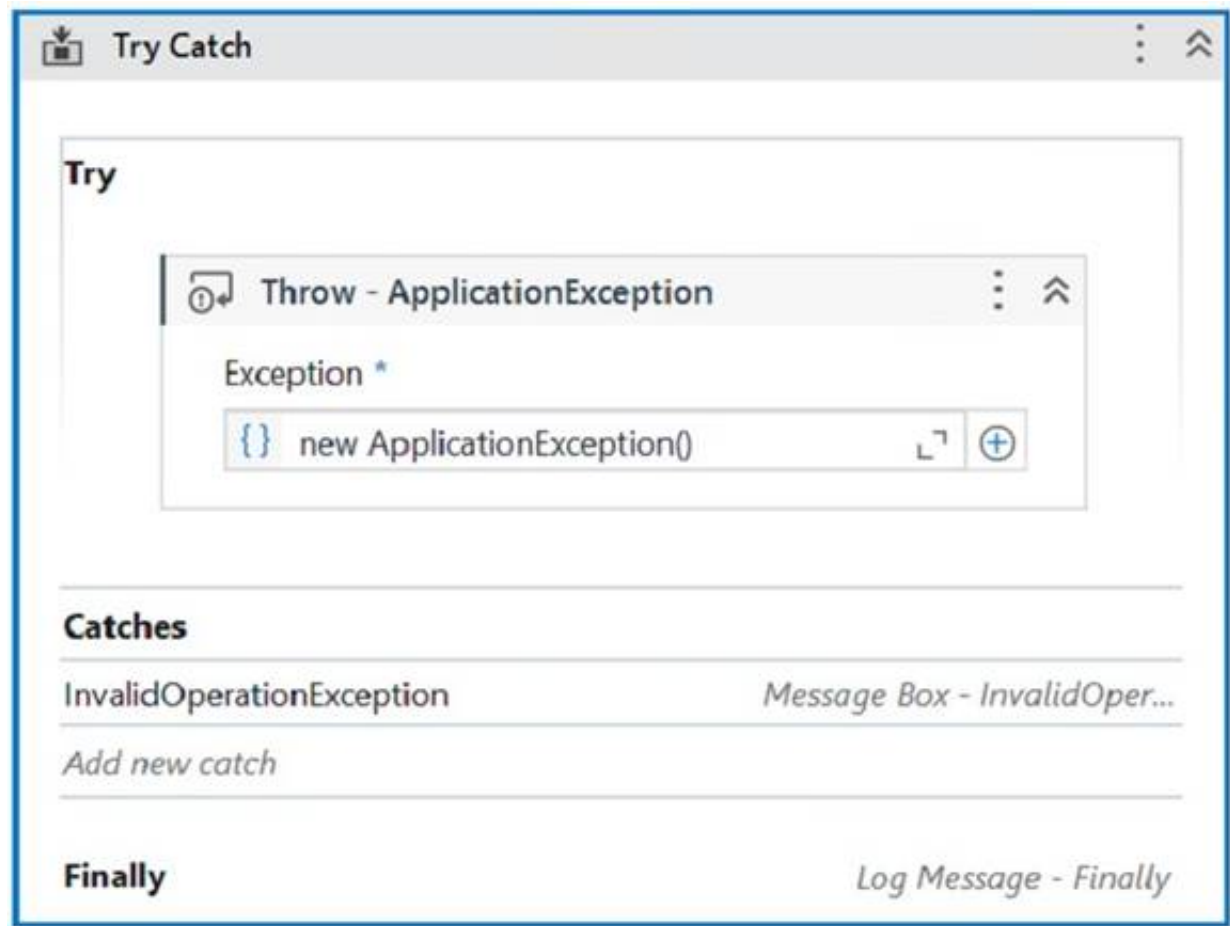 Try Catch
Try
Throw - ApplicationException
Exception *
{} new ApplicationException()
Catches
InvalidOperationException Message Box - InvalidOper...
Add new catch
Finally Log Message - Finally